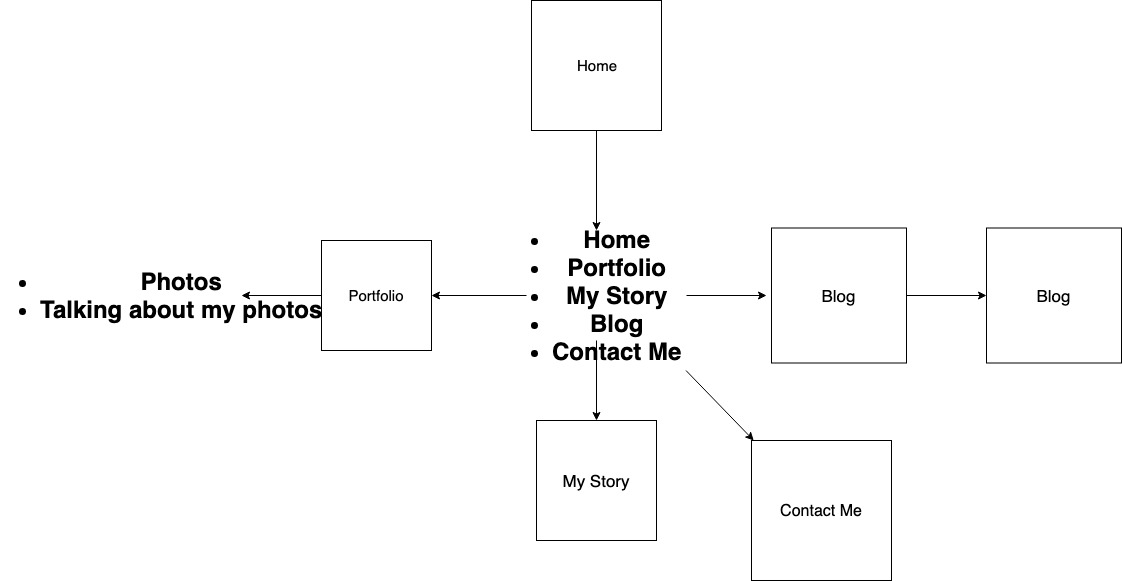 Home
• Home
• Portfolio
• My Story
• Blog
• Contact Me
• Photos
• Talking about my photos
Portfolio
Blog
Blog
My Story
Contact Me